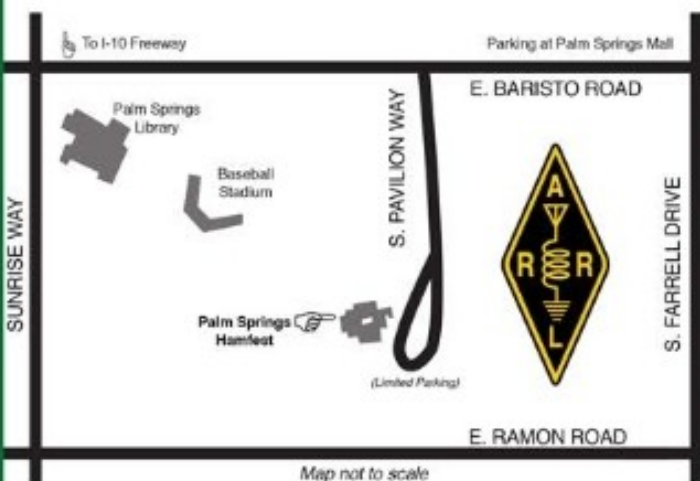 To I-10 Freeway
Parking at Palm Springs Mall
E. BARISTO ROAD
Palm Springs
Library
Baseball
Stadium
S. PAVILION WAY
SUNRISE WAY
S. FARRELL DRIVE
A
R R
L
Palm Springs
Hamfest
(Limited Parking)
E. RAMON ROAD
Map not to scale